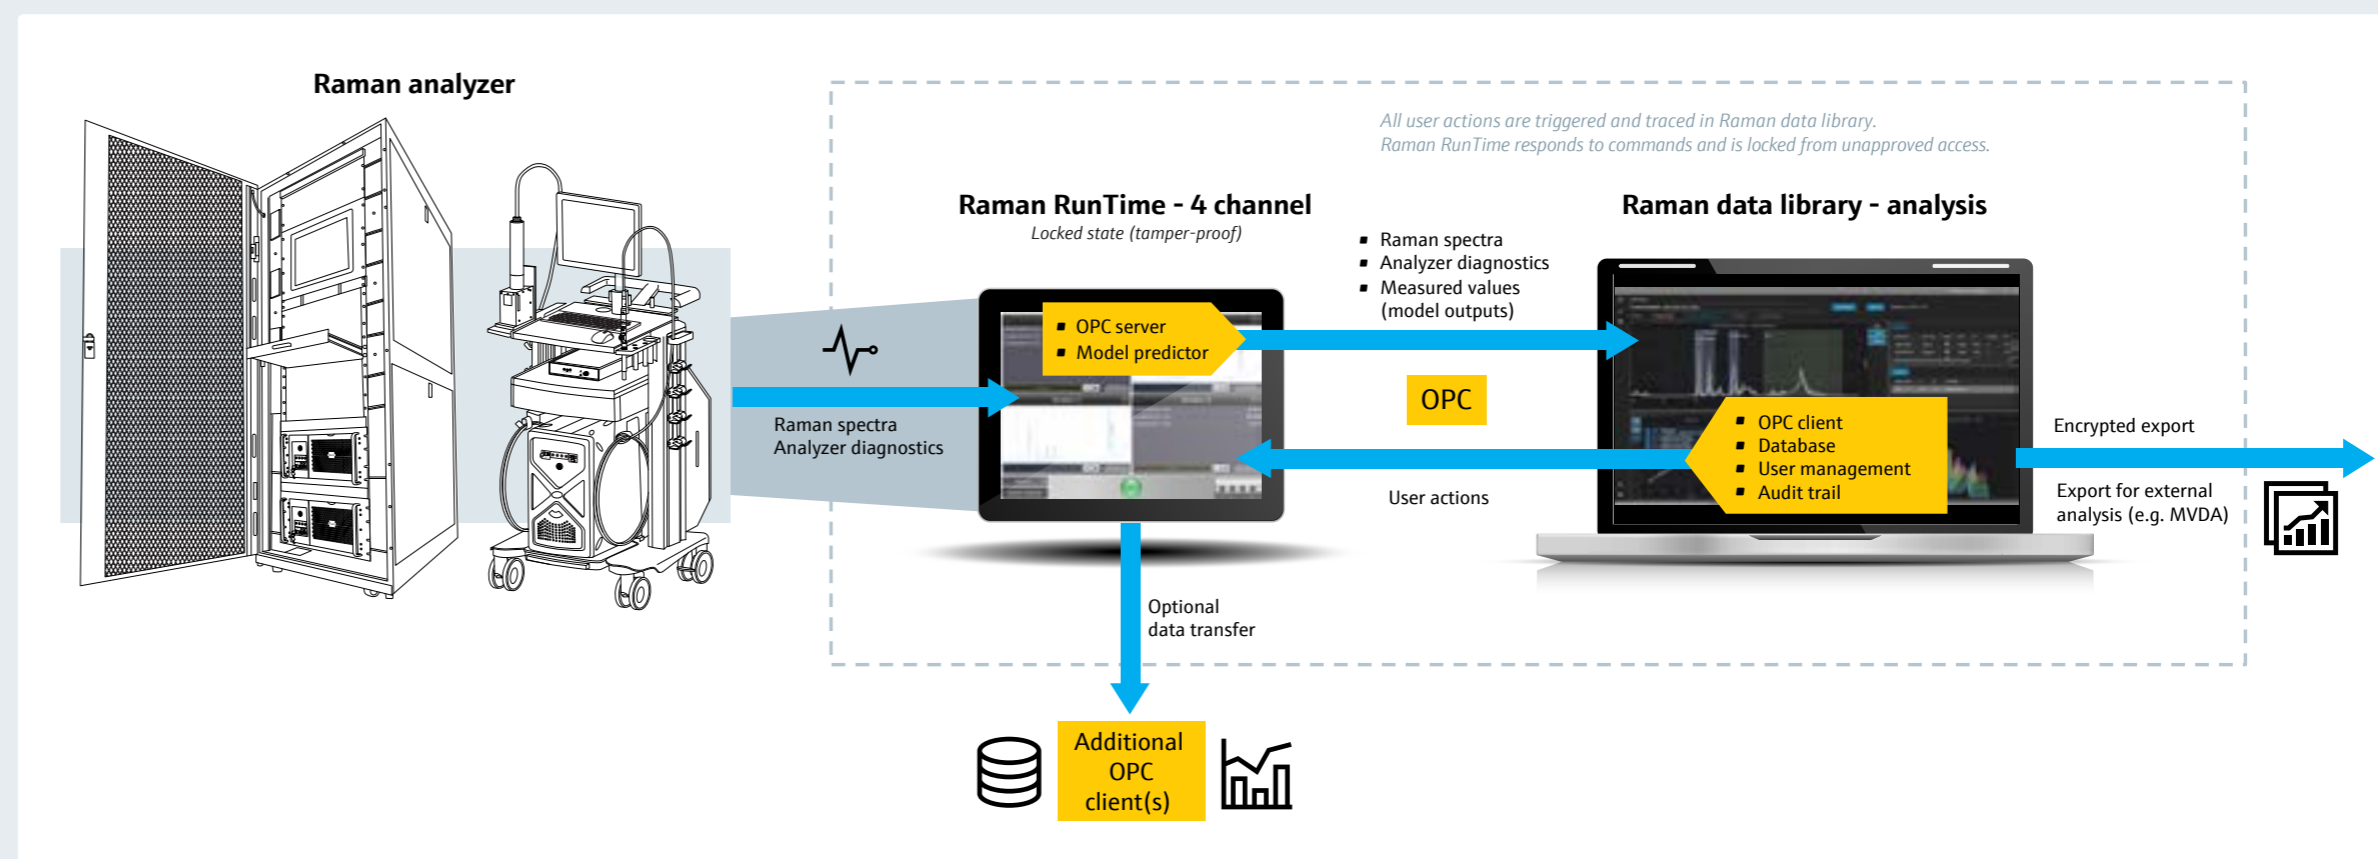 Raman analyzer
All user actions are triggered and traced in Raman data library.
Raman RunTime responds to commands and is locked from unapproved access.
Raman RunTime - 4 channel
Locked state (tamper-proof)
Raman data library - analysis
▪ Raman spectra
▪ Analyzer diagnostics
▪ Measured values
(model outputs)
▪ OPC server
▪ Model predictor
Raman spectra
Analyzer diagnostics
OPC
User actions
▪ OPC client
▪ Database
▪ User management
▪ Audit trail
Encrypted export
Export for external
analysis (e.g. MVDA)
Optional
data transfer
Additional
OPC
client(s)